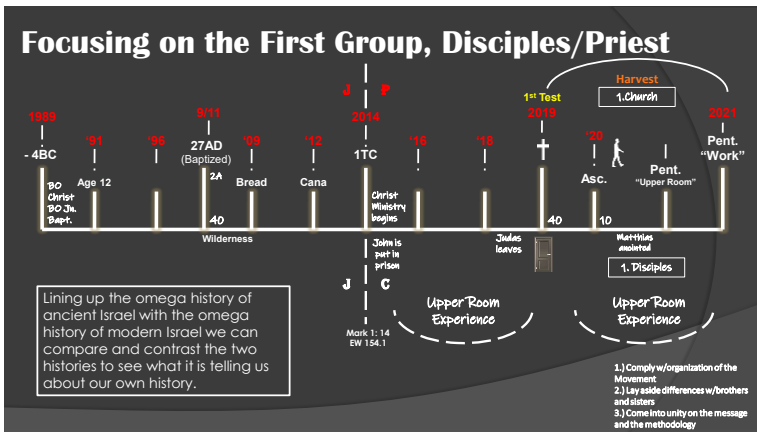 Focusing on the First Group, Disciples/Priest
J P
1st Test
Harvest
1.Church
1989
'91
'96
9/11
'09
'12
2014
'16
'18
2019
'20
2021
- 4BC
Age 12
27AD
(Baptized)
Bread
Cana
1TC
Asc.
Pent.
"Upper Room"
Pent.
"Work"
BO
Christ
BO Jn.
Bapt.
2A
40
Wilderness
Christ
Ministry
begins
John is
put in
prison
Judas
leaves
40
10
Matthias
anointed
1. Disciples
J C
Mark 1: 14
EW 154.1
Upper Room
Experience
Upper Room
Experience
Lining up the omega history of
ancient Israel with the omega
history of modern Israel we can
compare and contrast the two
histories to see what it is telling us
about our own history.
1.) Comply w/organization of the
Movement
2.) Lay aside differences w/brothers
and sisters
3.) Come into unity on the message
and the methodology